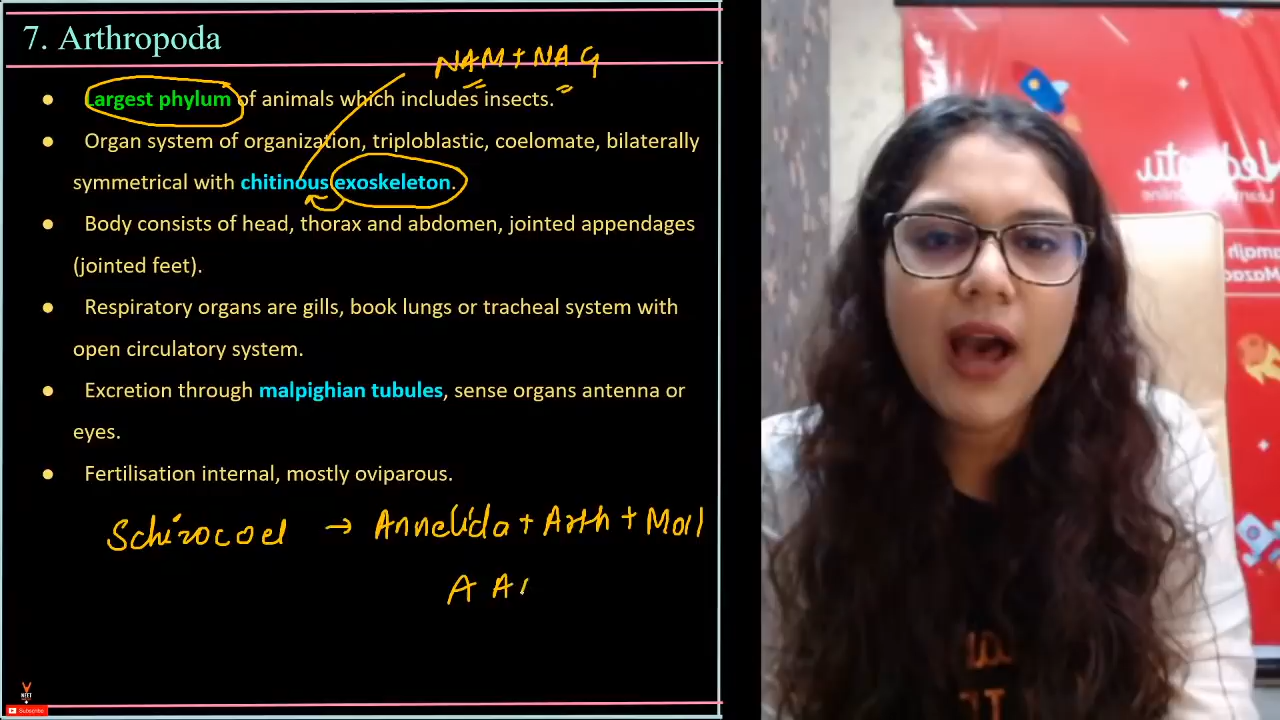 7. Arthropoda
NAM + NAG
Largest phylum of animals which includes insects.
Organ system of organization, triploblastic, coelomate, bilaterally
symmetrical with chitinous exoskeleton.
Body consists of head, thorax and abdomen, jointed appendages
(jointed feet).
Respiratory organs are gills, book lungs or tracheal system with
open circulatory system.
Excretion through malpighian tubules, sense organs antenna or
eyes.
Fertilisation internal, mostly oviparous.
Schizocoel → Annelida + Arth + Moll
A A
NEET
Subscribe